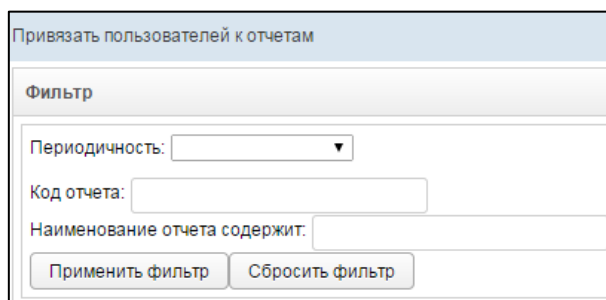 Привязать пользователей к отчетам
Фильтр
Периодичность:
Код отчета:
Наименование отчета содержит:
Применить фильтр Сбросить фильтр